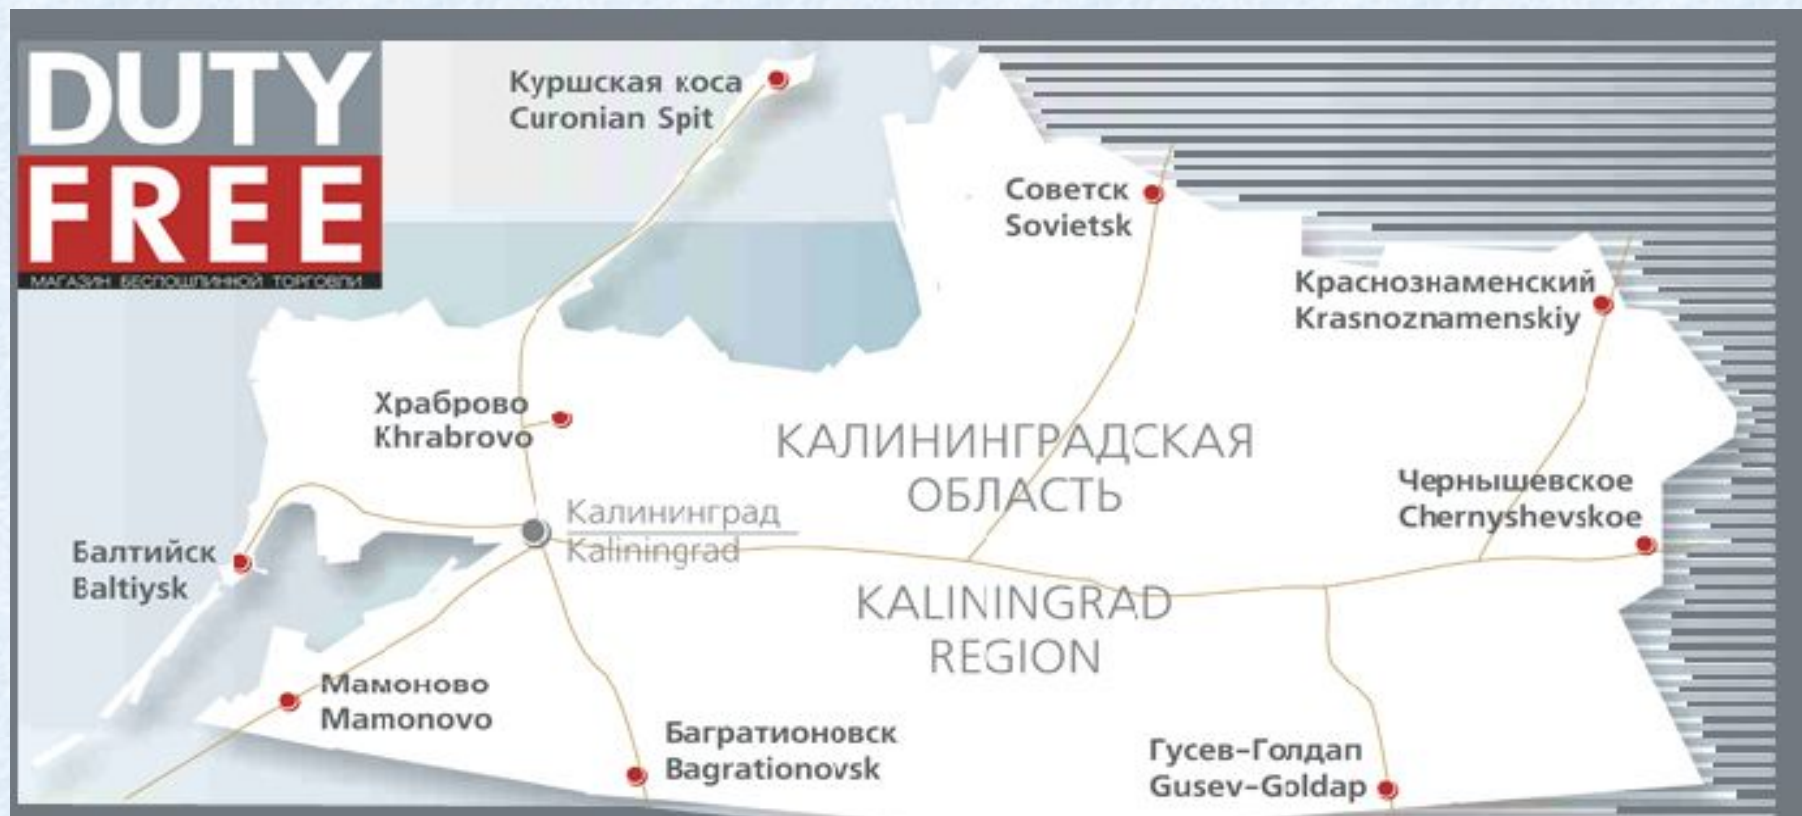 DUTY
FREE
МАГАЗИН БЕСПОШЛИННОЙ ТОРГОВЛИ
Куршская коса
Curonian Spit
Советск
Sovietsk
Краснознаменский
Krasnoznamenskiy
Храброво
Khrabrovo
КАЛИНИНГРАДСКАЯ
ОБЛАСТЬ
Чернышевское
Chernyshevskoe
Калининград
Kaliningrad
Балтийск
Baltiysk
KALININGRAD
REGION
Мамоново
Mamonovo
Багратионовск
Bagrationovsk
Гусев-Голдап
Gusev-Goldap